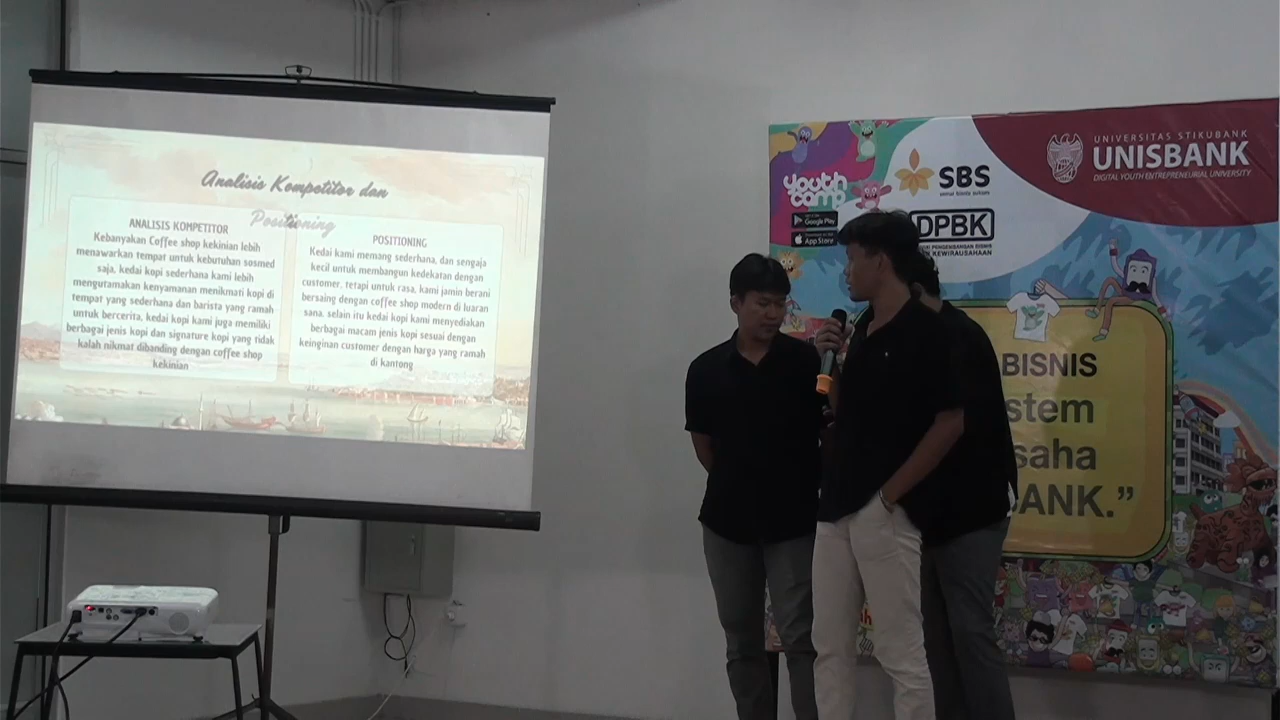 Analisis Kompetitor dan
Positioning
ANALISIS KOMPETITOR
Kebanyakan Coffee shop kekinian lebih
menawarkan tempat untuk kebutuhan sosmed
saja, kedai kopi sederhana kami lebih
mengutamakan kenyamanan menikmati kopi di
tempat yang sederhana dan barista yang ramah
untuk bercerita, kedai kopi kami juga memiliki
berbagai jenis kopi dan signature kopi yang tidak
kalah nikmat dibanding dengan coffee shop
kekinian
POSITIONING
Kedai kami memang sederhana, dan sengaja
kecil untuk membangun kedekatan dengan
customer, tetapi untuk rasa, kami jamin berani
bersaing dengan coffee shop modern di luaran
sana. selain itu kedai kopi kami menyediakan
berbagai macam jenis kopi sesuai dengan
keinginan customer dengan harga yang ramah
di kantong
youth
camp
Google Play
App Store
SBS
DPBK
KEWIRAUSAHAAN
UNIVERSITAS STIKUBANK
UNISBANK
DIGITAL YOUTH ENTREPRENEURIAL UNIVERSITY
BISNIS
stem
saha
BANK.”